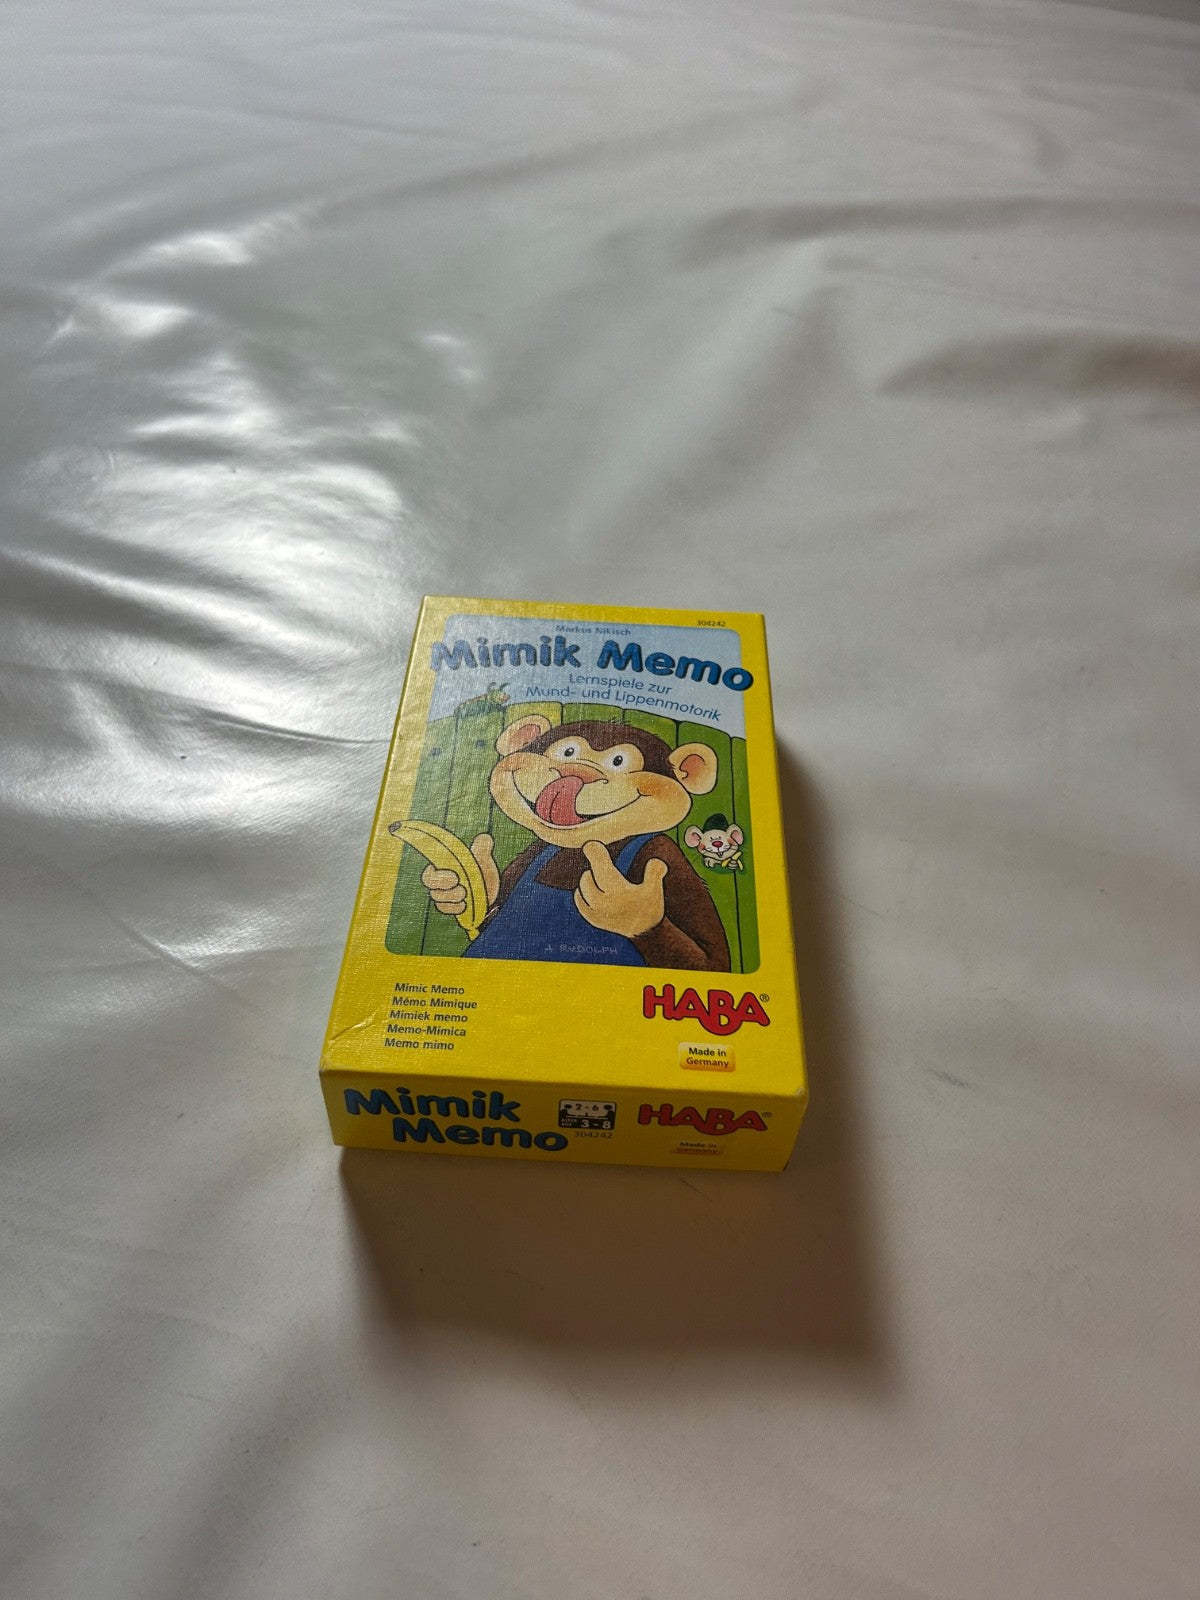 304242
Markus Nikisch
Mimik Memo
Lernspiele zur
Mund- und Lippenmotorik
A RUDOLPH
Mimic Memo
Mémo Mimique
Mimiek memo
Memo-Mimica
Memo mimo
HABA®
Made in
Germany
Mimik
Memo
2 - 6
3 - 8
304242
HABA®
Made in
Germany